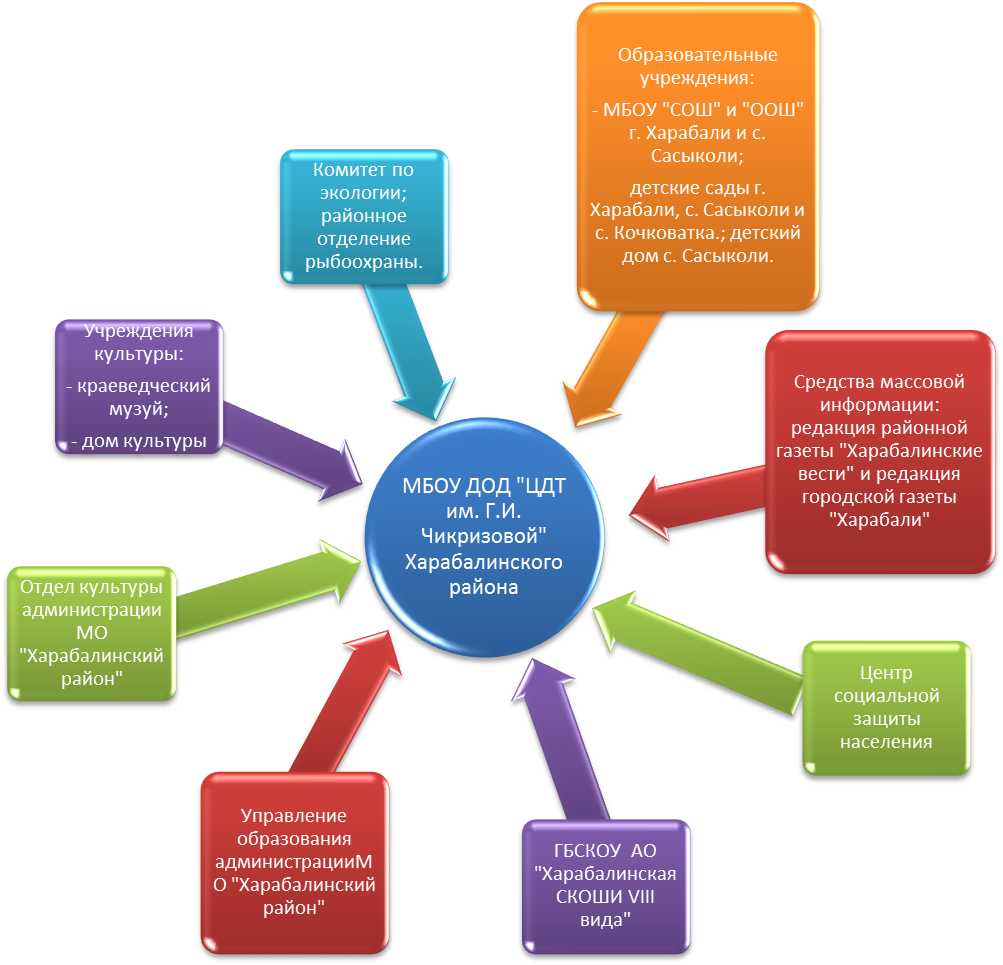 Образовательные
учреждения:
- МБОУ "СОШ" и "ООШ"
г. Харабали и с.
Сасыколи;
детские сады г.
Харабали, с. Сасыколи и
с. Кочковатка.; детский
дом с. Сасыколи.
Комитет по
экологии;
районное
отделение
рыбоохраны.
Учреждения
культуры:
- краеведческий
музуй;
- дом культуры
Средства массовой
информации:
редакция районной
газеты "Харабалинские
вести" и редакция
городской газеты
"Харабали"
МБОУ ДОД "ЦДТ
им. Г.И.
Чикризовой"
Харабалинского
района
Отдел культуры
администрации
МО
"Харабалинский
район"
Центр
социальной
защиты
населения
Управление
образования
администрацииМ
О "Харабалинский
район"
ГБСКОУ АО
"Харабалинская
СКОШИ VIII
вида"